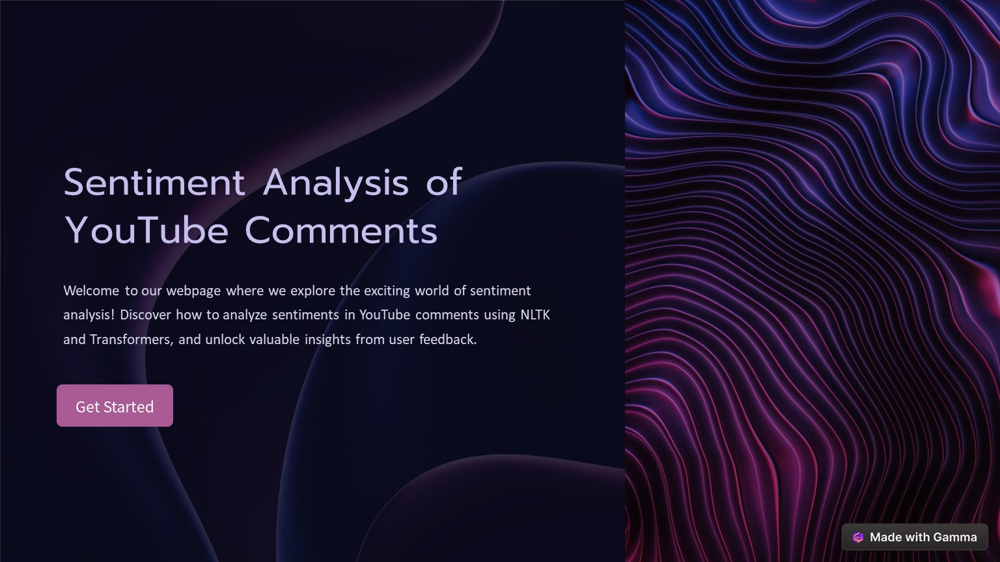 Sentiment Analysis of
YouTube Comments
Welcome to our webpage where we explore the exciting world of sentiment
analysis! Discover how to analyze sentiments in YouTube comments using NLTK
and Transformers, and unlock valuable insights from user feedback.
Get Started
Made with Gamma